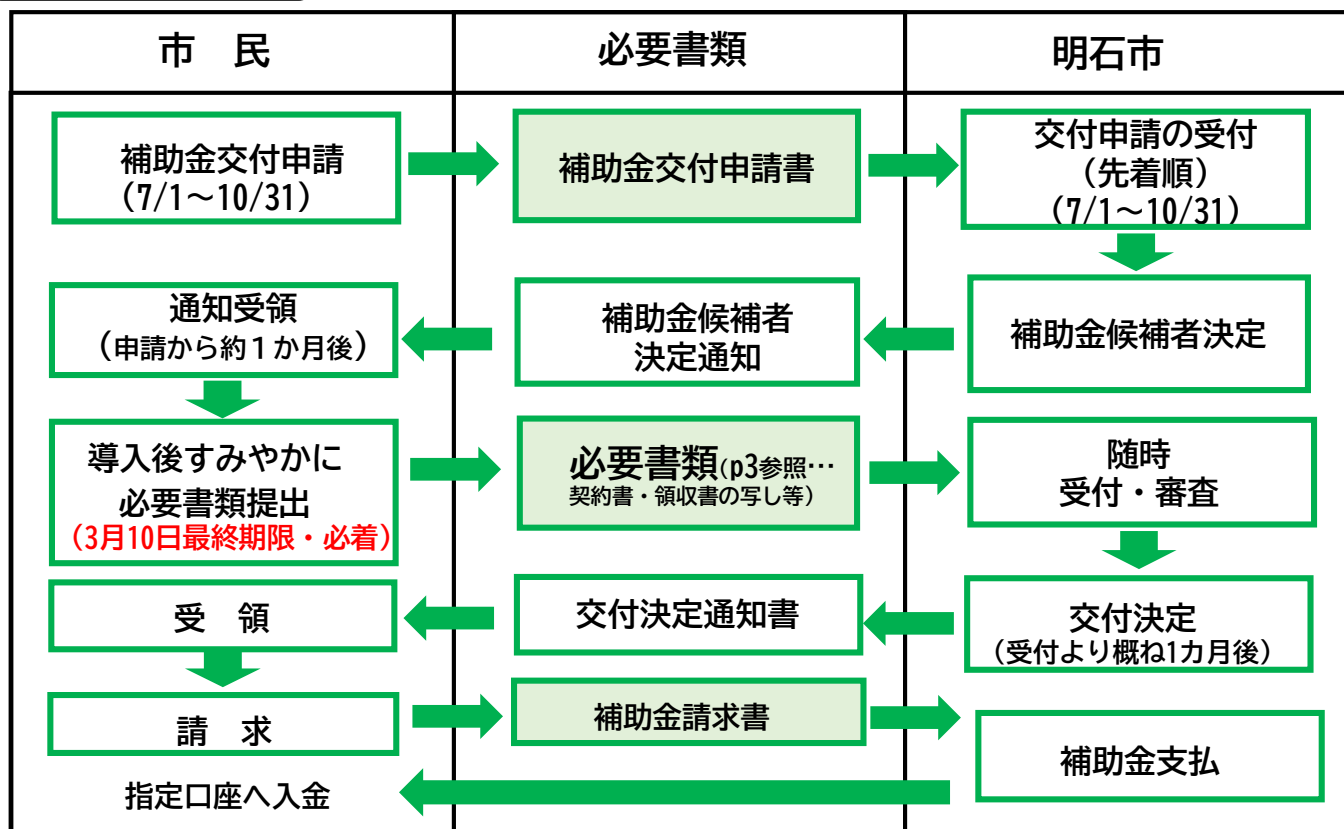 市　民
必要書類
明石市
補助金交付申請
(7/1～10/31)
補助金交付申請書
交付申請の受付
(先着順)
(7/1～10/31)
通知受領
(申請から約１か月後)
補助金候補者
決定通知
補助金候補者決定
導入後すみやかに
必要書類提出
(3月10日最終期限・必着)
必要書類(p3参照…
契約書・領収書の写し等)
随時
受付・審査
受　領
交付決定通知書
交付決定
(受付より概ね1カ月後)
請　求
補助金請求書
補助金支払
指定口座へ入金